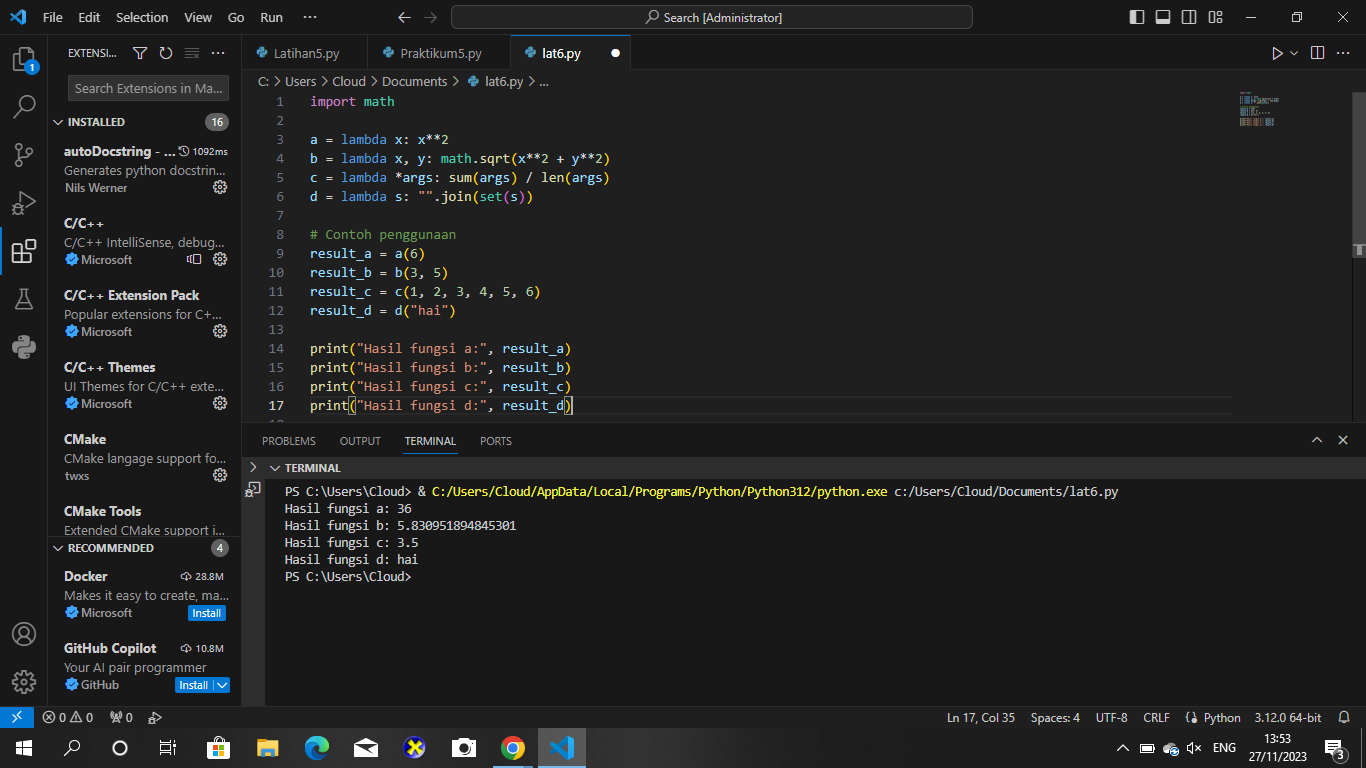 File Edit Selection View Go Run ··· Search [Administrator]
EXTENSI...
Search Extensions in Ma...
INSTALLED 16
autoDocstring - ... 1092ms
Generates python docstrin...
Nils Werner
C/C++
C/C++ IntelliSense, debug...
Microsoft
C/C++ Extension Pack
Popular extensions for C+...
Microsoft
C/C++ Themes
UI Themes for C/C++ exte...
Microsoft
CMake
CMake langage support fo...
twxs
CMake Tools
Extended CMake support i...
RECOMMENDED 4
Docker 28.8M
Makes it easy to create, ma...
Microsoft Install
GitHub Copilot 10.8M
Your AI pair programmer
GitHub Install
1
Latihan5.py Praktikum5.py lat6.py
C: > Users > Cloud > Documents > lat6.py > ...
1 import math
2
3 a = lambda x: x**2
4 b = lambda x, y: math.sqrt(x**2 + y**2)
5 c = lambda *args: sum(args) / len(args)
6 d = lambda s: "".join(set(s))
7
8 # Contoh penggunaan
9 result_a = a(6)
10 result_b = b(3, 5)
11 result_c = c(1, 2, 3, 4, 5, 6)
12 result_d = d("hai")
13
14 print("Hasil fungsi a:", result_a)
15 print("Hasil fungsi b:", result_b)
16 print("Hasil fungsi c:", result_c)
17 print("Hasil fungsi d:", result_d)
PROBLEMS OUTPUT TERMINAL PORTS
TERMINAL
PS C:\Users\Cloud> & C:/Users/Cloud/AppData/Local/Programs/Python/Python312/python.exe c:/Users/Cloud/Documents/lat6.py
Hasil fungsi a: 36
Hasil fungsi b: 5.830951894845301
Hasil fungsi c: 3.5
Hasil fungsi d: hai
PS C:\Users\Cloud>
0 0 0 Ln 17, Col 35 Spaces: 4 UTF-8 CRLF Python 3.12.0 64-bit
ENG
13:53
27/11/2023
3